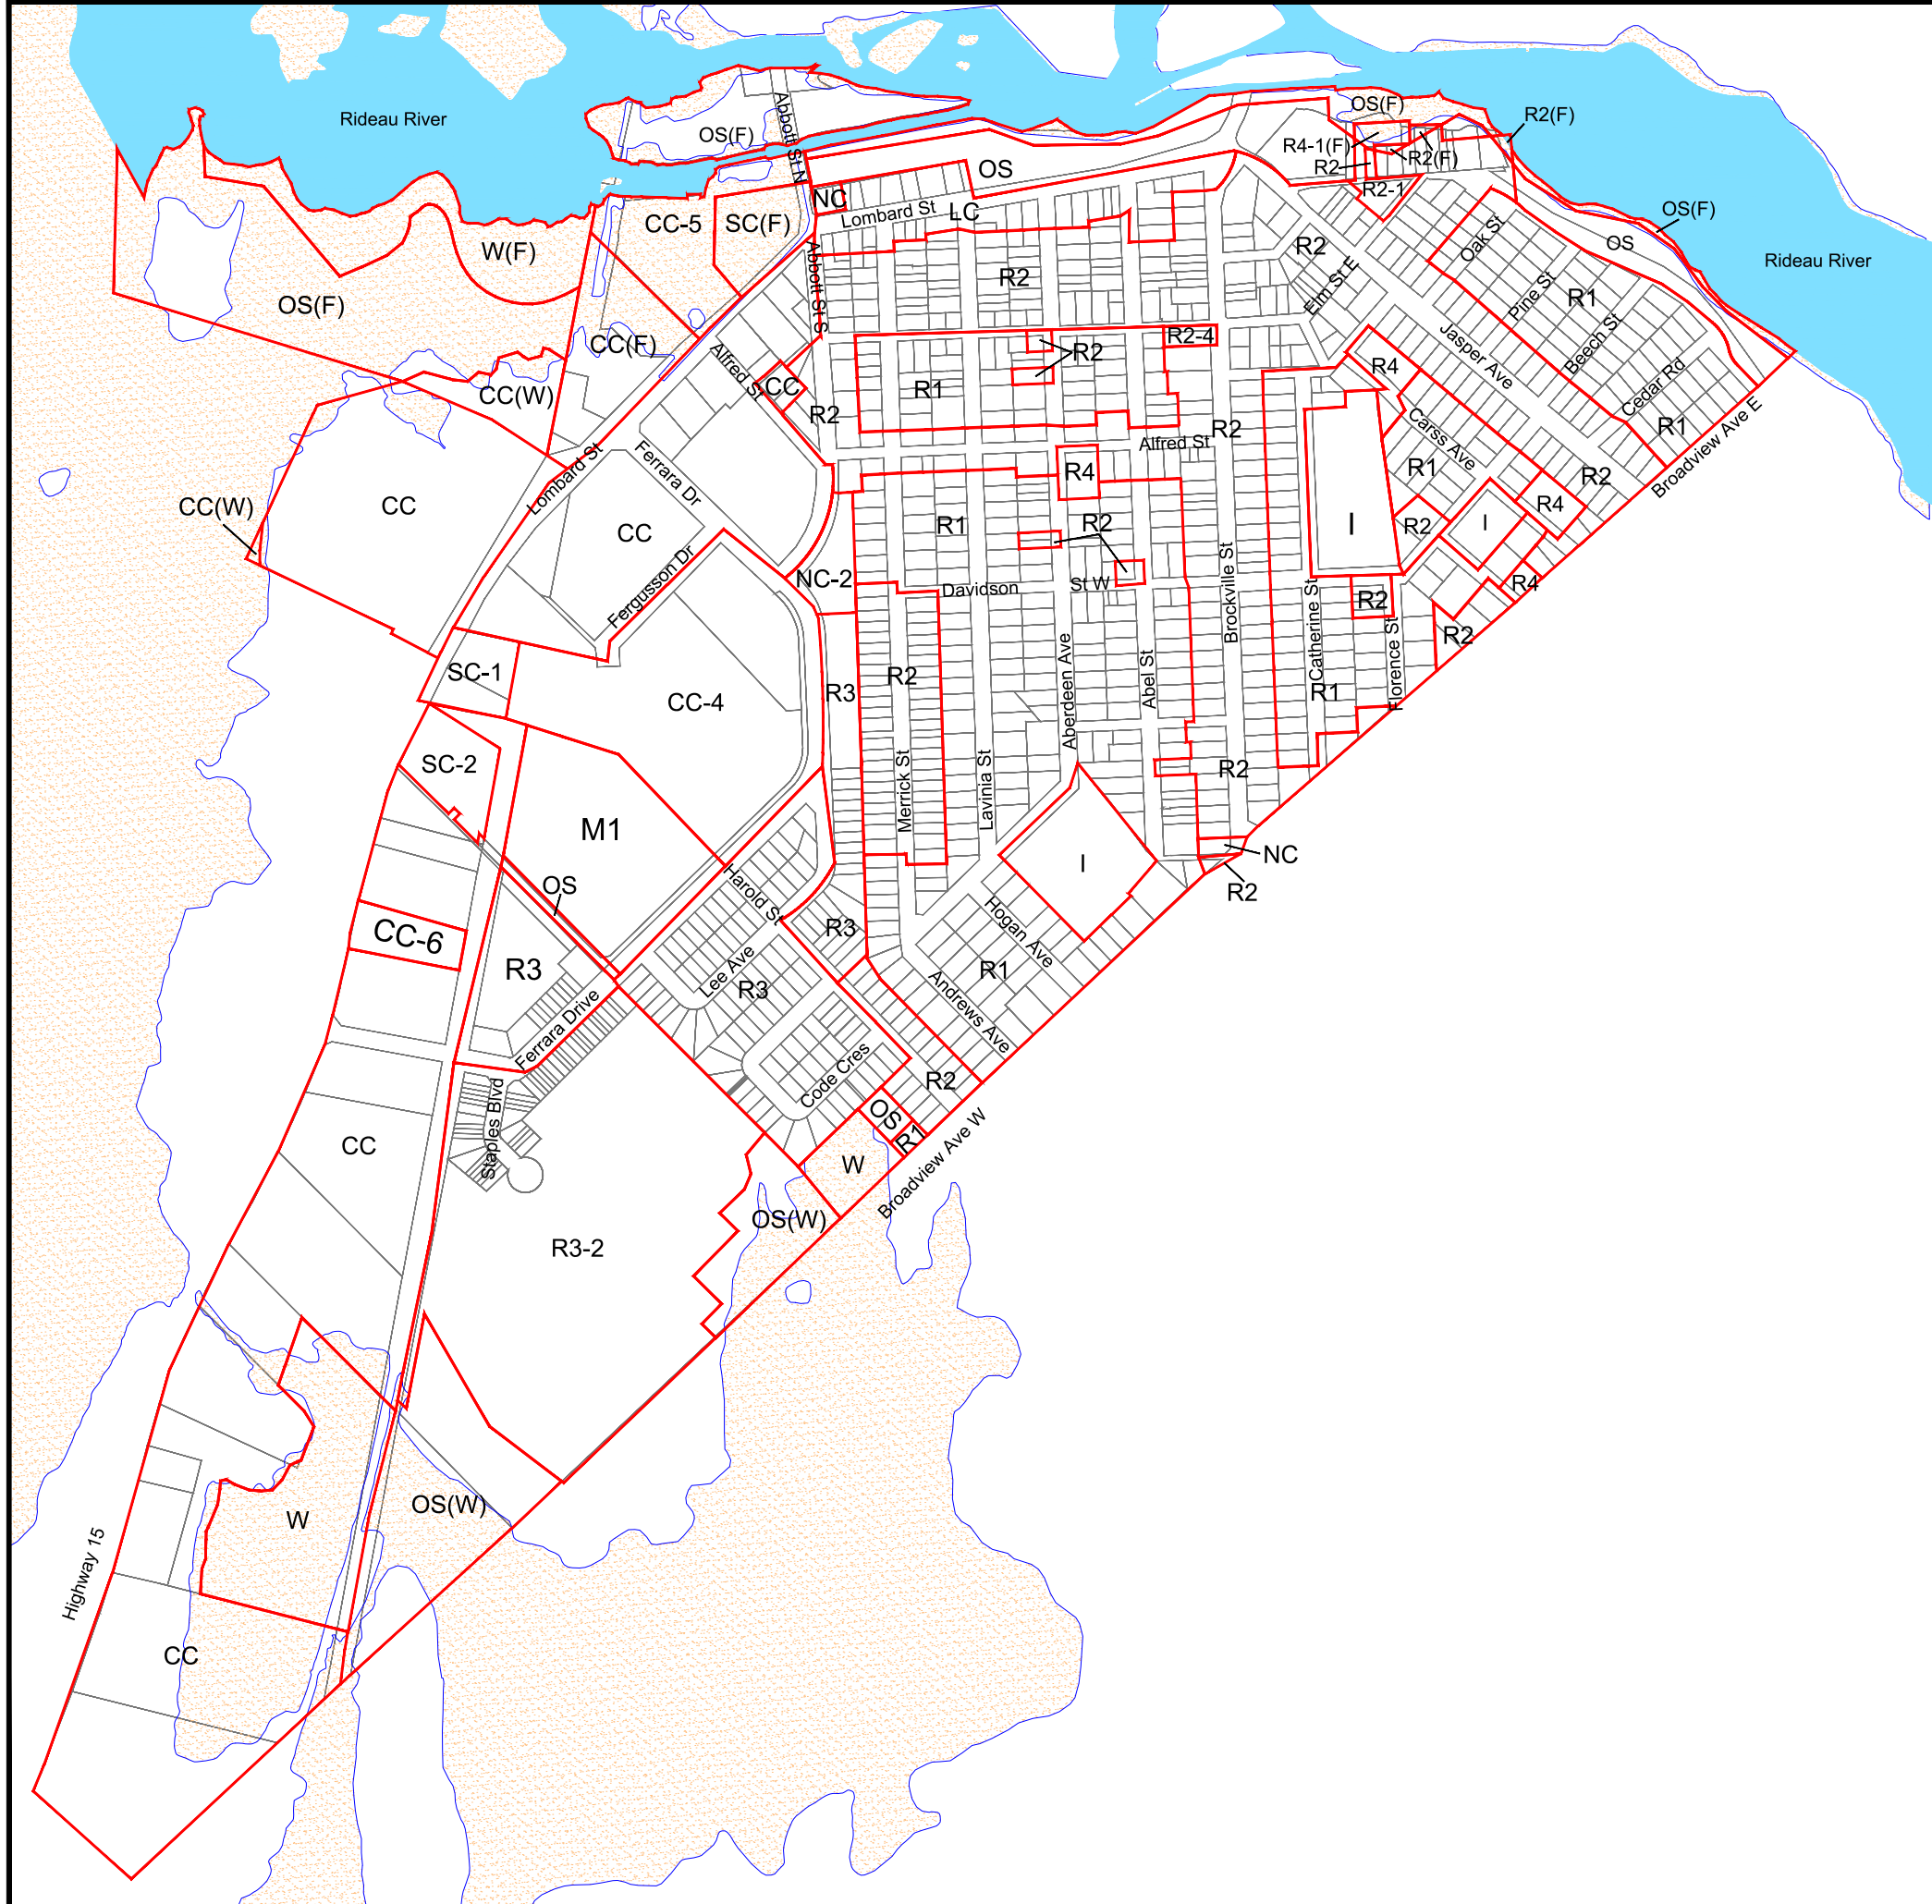 Rideau River
Abbott St N
OS(F)
OS(F)
R2(F)
R4-1(F)
R2
R2(F)
R2-1
OS
NC
Lombard St
LC
CC-5
SC(F)
W(F)
OS(F)
OS(F)
OS
Rideau River
Oak St
R2
Elm St E
R2
Abbott St S
Pine St
R1
Beech St
CC(F)
R2-4
R2
Jasper Ave
Alfred St
CC
R1
R4
CC(W)
R2
Cedar Rd
R1
Broadview Ave E
Carss Ave
R2
Alfred St
R4
R1
R2
Lombard St
Ferrara Dr
CC
CC(W)
R4
CC
R1
R2
I
R2
I
NC-2
Fergusson Dr
Davidson
St W
Brockville St
Catherine St
R2
R4
Florence St
R2
SC-1
CC-4
R3
R2
Aberdeen Ave
Abel St
R1
SC-2
Merrick St
Lavinia St
R2
M1
I
NC
R2
OS
Harold St
CC-6
R3
Lee Ave
R3
R3
Hogan Ave
R1
Andrews Ave
Ferrara Drive
Code Cres
R2
Staples Blvd
OS
R1
CC
W
Broadview Ave W
OS(W)
R3-2
OS(W)
W
Highway 15
CC